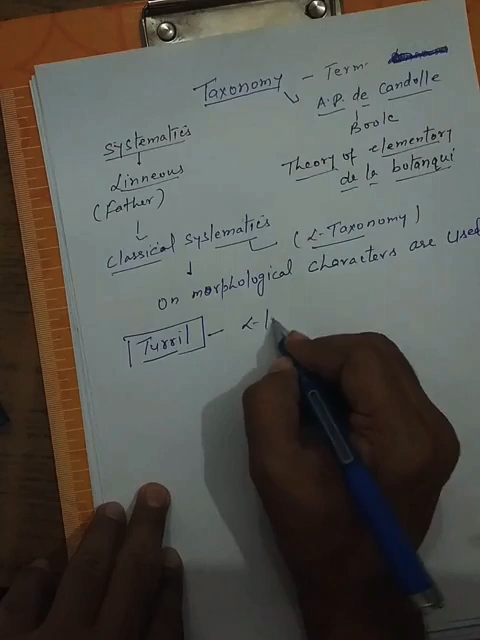 Taxonomy - Term
A.P. de Candolle
Book
Theory of elementory
de la botanqui
Systematics
Linneous
(Father)
Classical Systematics (α-Taxonomy)
on morphological characters are used
Turril - α-